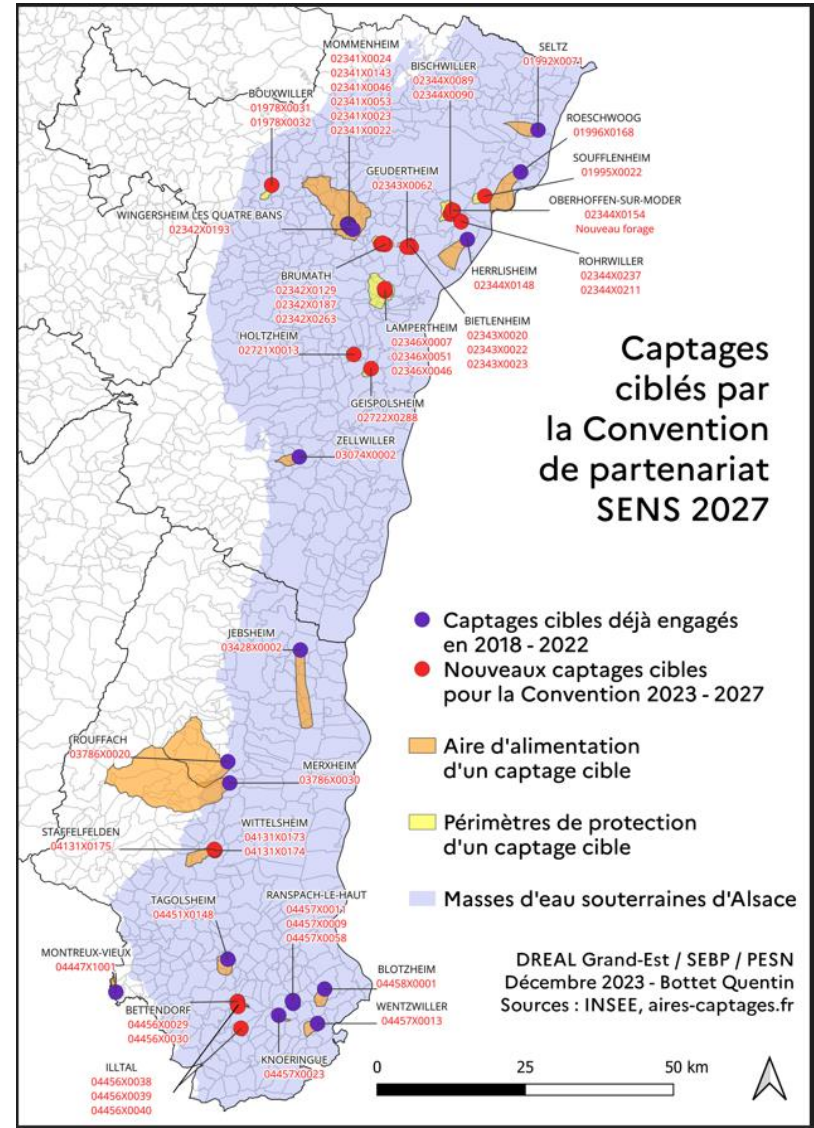 MOMMENHEIM
02341X0024
02341X0143
02341X0046
02341X0053
02341X0023
02341X0022
BISCHWILLER
02344X0089
02344X0090
SELTZ
01992X0071
BOUXWILLER
01978X0031
01978X0032
ROESCHWOOG
01996X0168
SOUFFLENHEIM
01995X0022
GEUDERTHEIM
02343X0062
OBERHOFFEN-SUR-MODER
02344X0154
Nouveau forage
WINGERSHEIM LES QUATRE BANS
02342X0193
ROHRWILLER
02344X0237
02344X0211
HERRLISHEIM
02344X0148
BRUMATH
02342X0129
02342X0187
02342X0263
LAMPERTHEIM
02346X0007
02346X0051
02346X0046
BIETLENHEIM
02343X0020
02343X0022
02343X0023
HOLTZHEIM
02721X0013
GEISPOLSHEIM
02722X0288
ZELLWILLER
03074X0002
Captages
ciblés par
la Convention
de partenariat
SENS 2027
Captages cibles déjà engagés
en 2018 - 2022
Nouveaux captages cibles
pour la Convention 2023 - 2027
Aire d'alimentation
d'un captage cible
Périmètres de protection
d'un captage cible
Masses d'eau souterraines d'Alsace
JEBSHEIM
03428X0002
ROUFFACH
03786X0020
MERXHEIM
03786X0030
STAFFELFELDEN
04131X0175
WITTELSHEIM
04131X0173
04131X0174
TAGOLSHEIM
04451X0148
RANSPACH-LE-HAUT
04457X0011
04457X0009
04457X0058
MONTREUX-VIEUX
04447X1001
BLOTZHEIM
04458X0001
WENTZWILLER
04457X0013
BETTENDORF
04456X0029
04456X0030
KNOERINGUE
04457X0023
ILLTAL
04456X0038
04456X0039
04456X0040
DREAL Grand-Est / SEBP / PESN
Décembre 2023 - Bottet Quentin
Sources : INSEE, aires-captages.fr
0 25 50 km